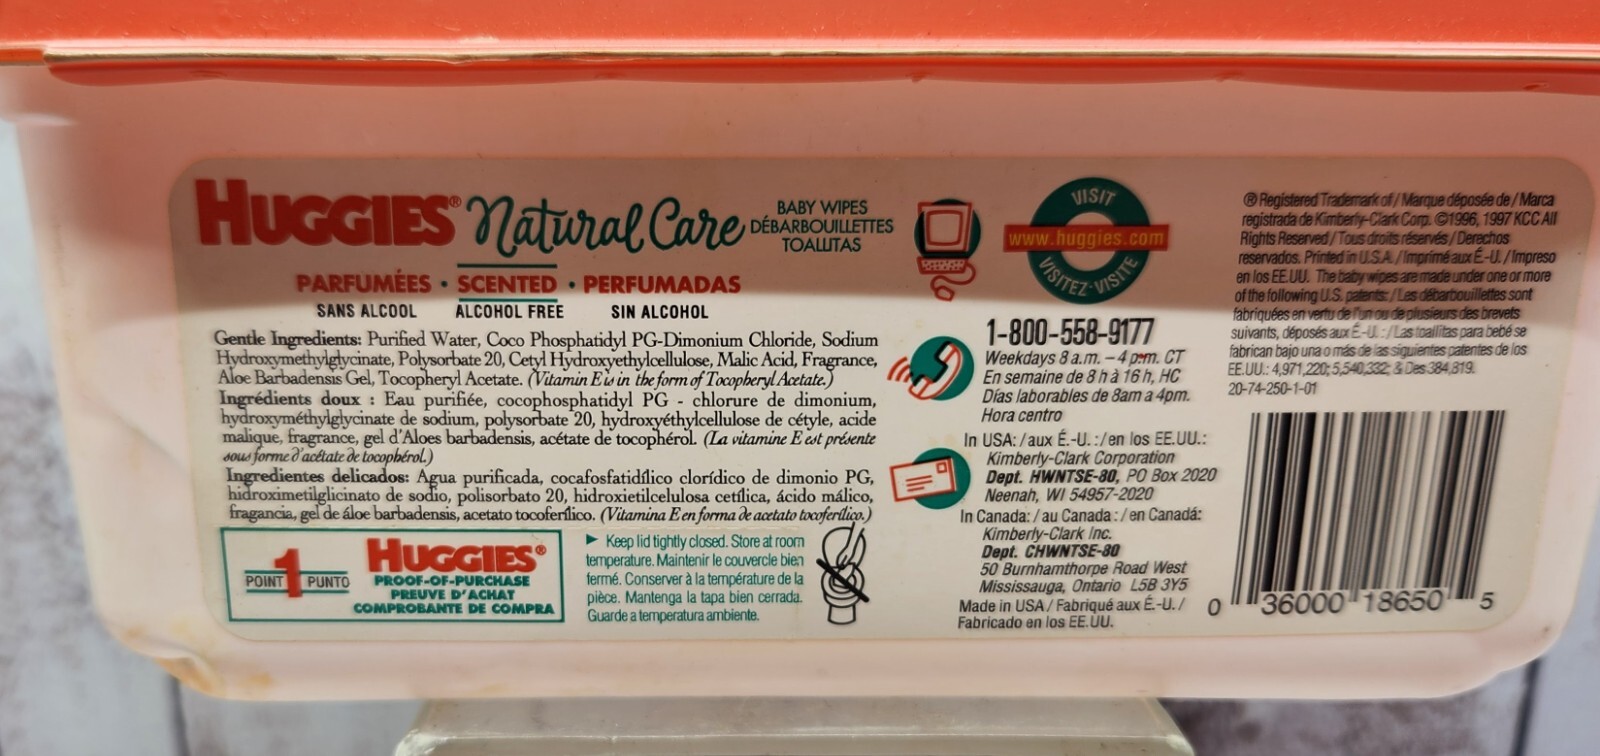 HUGGIES® Natural Care
BABY WIPES
DÉBARBOUILLETTES
TOALLITAS
PARFUMÉES · SCENTED · PERFUMADAS
SANS ALCOOL ALCOHOL FREE SIN ALCOHOL
Gentle Ingredients: Purified Water, Coco Phosphatidyl PG-Dimonium Chloride, Sodium
Hydroxymethylglycinate, Polysorbate 20, Cetyl Hydroxyethylcellulose, Malic Acid, Fragrance,
Aloe Barbadensis Gel, Tocopheryl Acetate. (Vitamin E is in the form of Tocopheryl Acetate.)
Ingrédients doux : Eau purifiée, cocophosphatidyl PG - chlorure de dimonium,
hydroxyméthylglycinate de sodium, polysorbate 20, hydroxyéthylcellulose de cétyle, acide
malique, fragrance, gel d'Aloes barbadensis, acétate de tocophérol. (La vitamine E est présente
sous forme d'acétate de tocophérol.)
Ingredientes delicados: Agua purificada, cocafosfatidílico clorídico de dimonio PG,
hidroximetilglicinato de sodio, polisorbato 20, hidroxietilcelulosa cetílica, ácido málico,
fragancia, gel de áloe barbadensis, acetato tocoferílico. (Vitamina E en forma de acetato tocoferílico.)
POINT 1 PUNTO
HUGGIES®
PROOF-OF-PURCHASE
PREUVE D'ACHAT
COMPROBANTE DE COMPRA
► Keep lid tightly closed. Store at room
temperature. Maintenir le couvercle bien
fermé. Conserver à la température de la
pièce. Mantenga la tapa bien cerrada.
Guarde a temperatura ambiente.
VISIT
www.huggies.com
VISITEZ·VISITE
1-800-558-9177
Weekdays 8 a.m. – 4 p.m. CT
En semaine de 8 h à 16 h, HC
Días laborables de 8am a 4pm.
Hora centro
In USA: / aux É.-U. : / en los EE.UU.:
Kimberly-Clark Corporation
Dept. HWNTSE-80, PO Box 2020
Neenah, WI 54957-2020
In Canada: / au Canada : / en Canadá:
Kimberly-Clark Inc.
Dept. CHWNTSE-80
50 Burnhamthorpe Road West
Mississauga, Ontario L5B 3Y5
Made in USA / Fabriqué aux É.-U. /
Fabricado en los EE.UU.
® Registered Trademark of / Marque déposée de / Marca
registrada de Kimberly-Clark Corp. ©1996, 1997 KCC All
Rights Reserved / Tous droits réservés / Derechos
reservados. Printed in U.S.A. / Imprimé aux É.-U. / Impreso
en los EE.UU. The baby wipes are made under one or more
of the following U.S. patents: / Les débarbouillettes sont
fabriquées en vertu de l'un ou de plusieurs des brevets
suivants, déposés aux É.-U. : / Las toallitas para bebé se
fabrican bajo una o más de las siguientes patentes de los
EE.UU.: 4,971,220; 5,540,332; & Des 384,819.
20-74-250-1-01
0 36000 18650 5